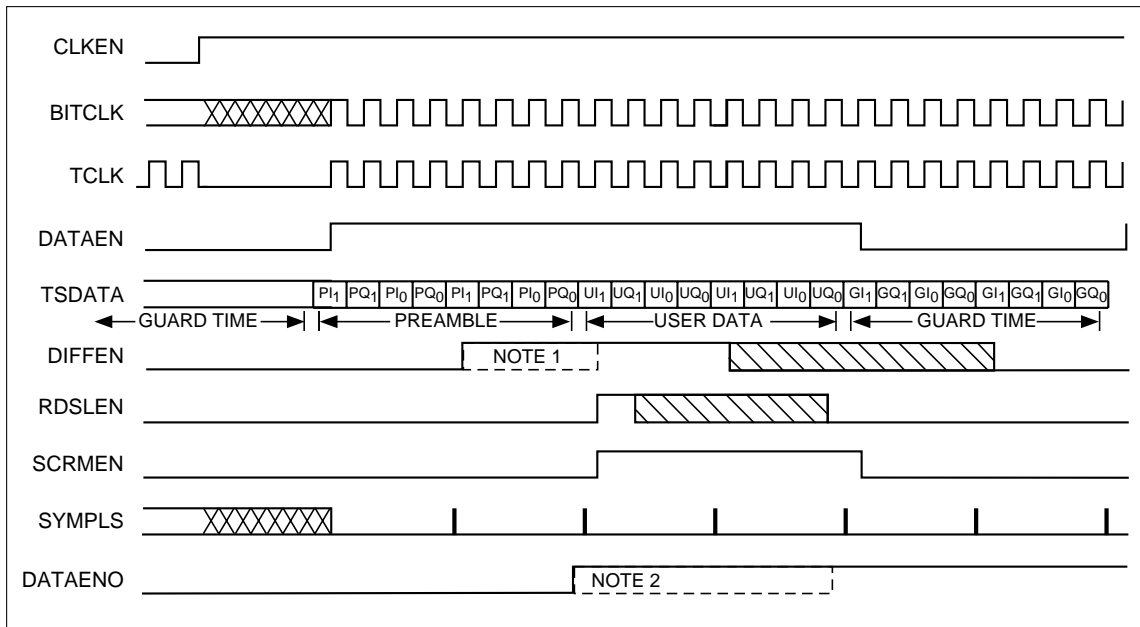 CLKEN
BITCLK
TCLK
DATAEN
TSDATA PI1 PQ1 PI0 PQ0 PI1 PQ1 PI0 PQ0 UI1 UQ1 UI0 UQ0 UI1 UQ1 UI0 UQ0 GI1 GQ1 GI0 GQ0 GI1 GQ1 GI0 GQ0
GUARD TIME PREAMBLE USER DATA GUARD TIME
DIFFEN NOTE 1
RDSLEN
SCRMEN
SYMPLS
DATAENO NOTE 2